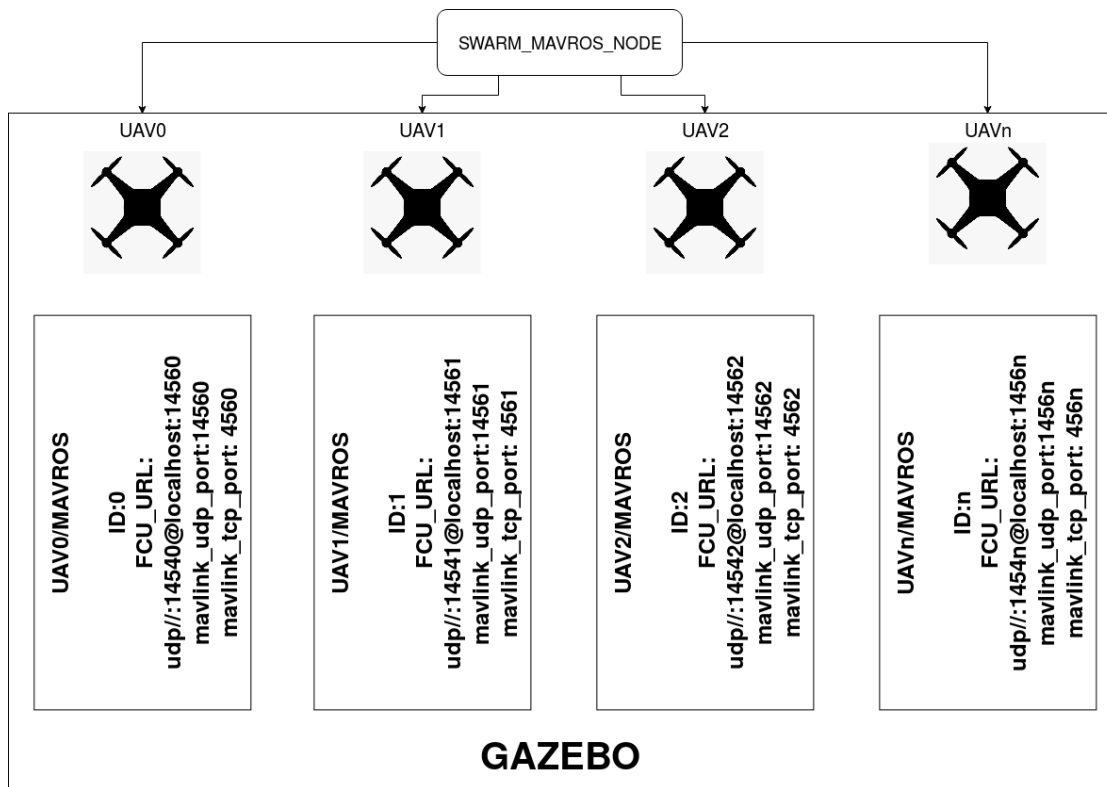 SWARM_MAVROS_NODE
UAV0
UAV1
UAV2
UAVn
UAV0/MAVROS
ID:0
FCU_URL:
udp//:14540@localhost:14560
mavlink_udp_port:14560
mavlink_tcp_port: 4560
UAV1/MAVROS
ID:1
FCU_URL:
udp//:14541@localhost:14561
mavlink_udp_port:14561
mavlink_tcp_port: 4561
UAV2/MAVROS
ID:2
FCU_URL:
udp//:14542@localhost:14562
mavlink_udp_port:14562
mavlink_tcp_port: 4562
UAVn/MAVROS
ID:n
FCU_URL:
udp//:1454n@localhost:1456n
mavlink_udp_port:1456n
mavlink_tcp_port: 456n
GAZEBO